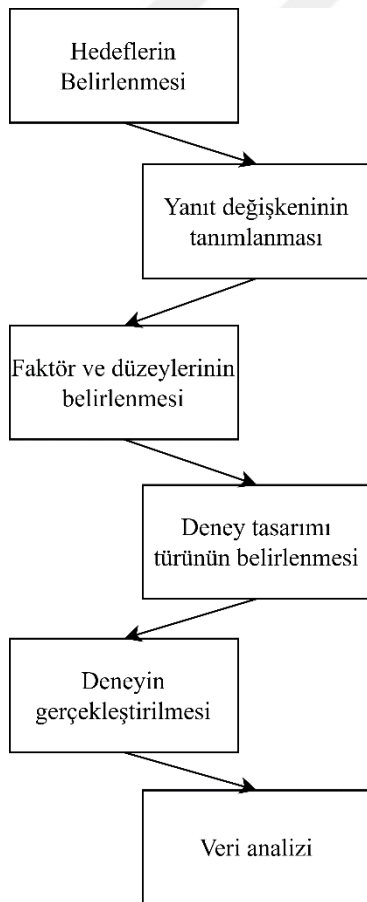 Hedeflerin
Belirlenmesi
Yanıt değişkeninin
tanımlanması
Faktör ve düzeylerinin
belirlenmesi
Deney tasarımı
türünün belirlenmesi
Deneyin
gerçekleştirilmesi
Veri analizi